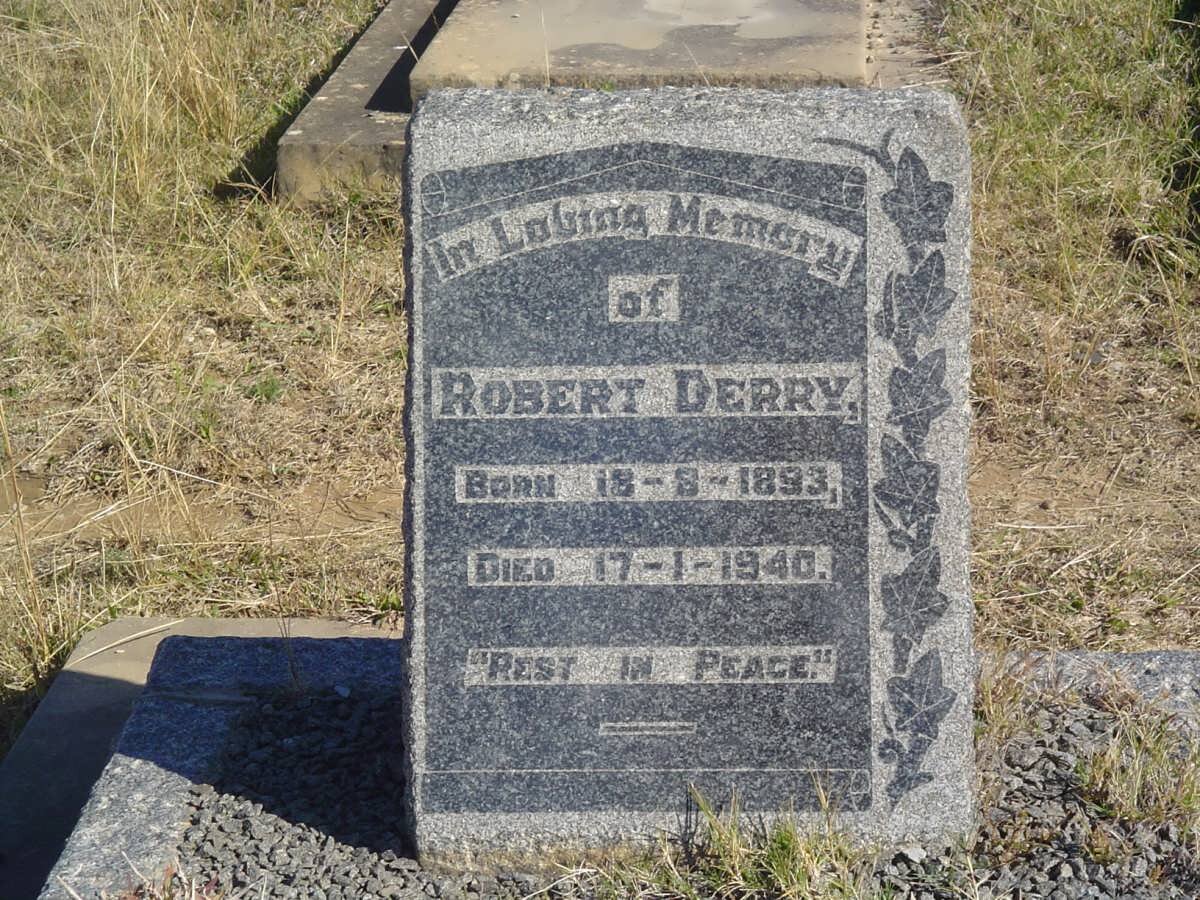 In Loving Memory
of
ROBERT DERRY,
BORN 18-8-1893,
DIED 17-1-1940.
"REST IN PEACE."